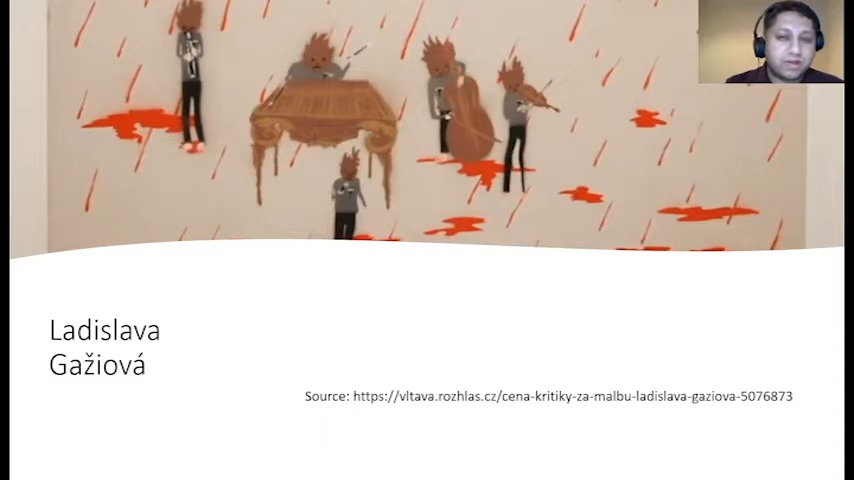 Ladislava
Gažiová
Source: https://vltava.rozhlas.cz/cena-kritiky-za-malbu-ladislava-gaziova-5076873